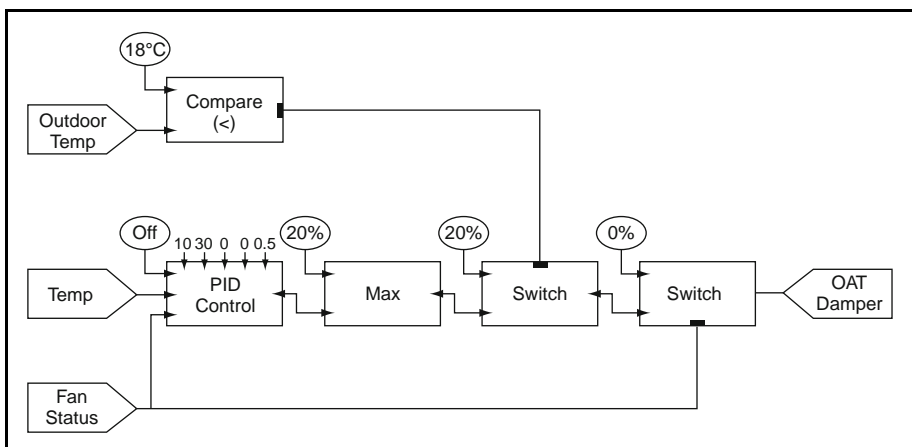 18°C
Compare
(<)
Outdoor
Temp
Off
10 30 0 0 0.5
20%
20%
0%
Temp
PID
Control
Max
Switch
Switch
OAT
Damper
Fan
Status